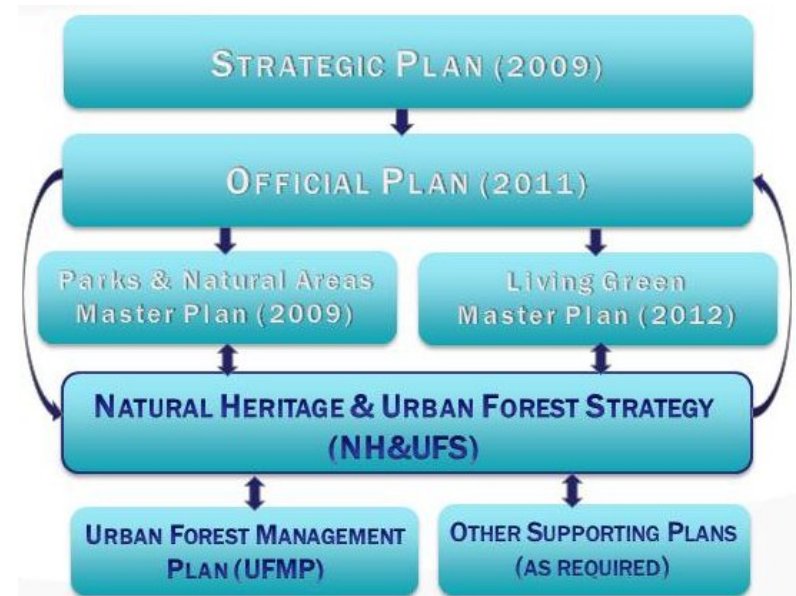 STRATEGIC PLAN (2009)
OFFICIAL PLAN (2011)
Parks & Natural Areas
Master Plan (2009)
Living Green
Master Plan (2012)
NATURAL HERITAGE & URBAN FOREST STRATEGY
(NH&UFS)
URBAN FOREST MANAGEMENT
PLAN (UFMP)
OTHER SUPPORTING PLANS
(AS REQUIRED)